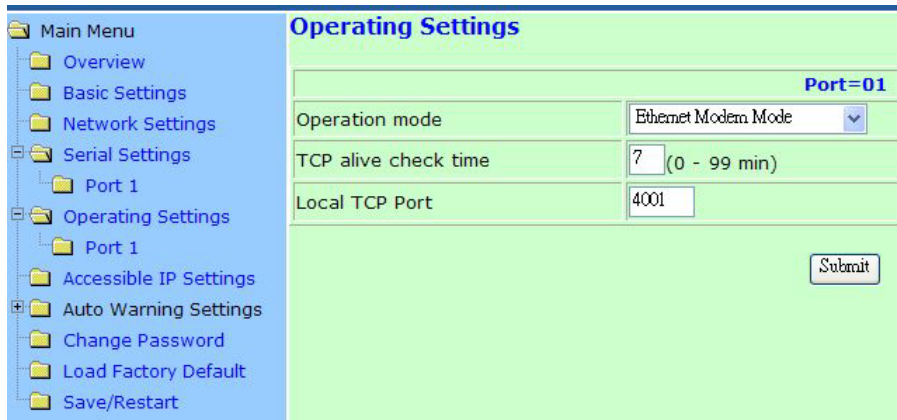 Main Menu
Overview
Basic Settings
Network Settings
Serial Settings
Port 1
Operating Settings
Port 1
Accessible IP Settings
Auto Warning Settings
Change Password
Load Factory Default
Save/Restart
Operating Settings
Port=01
Operation mode Ethernet Modem Mode
TCP alive check time 7 (0 - 99 min)
Local TCP Port 4001
Submit